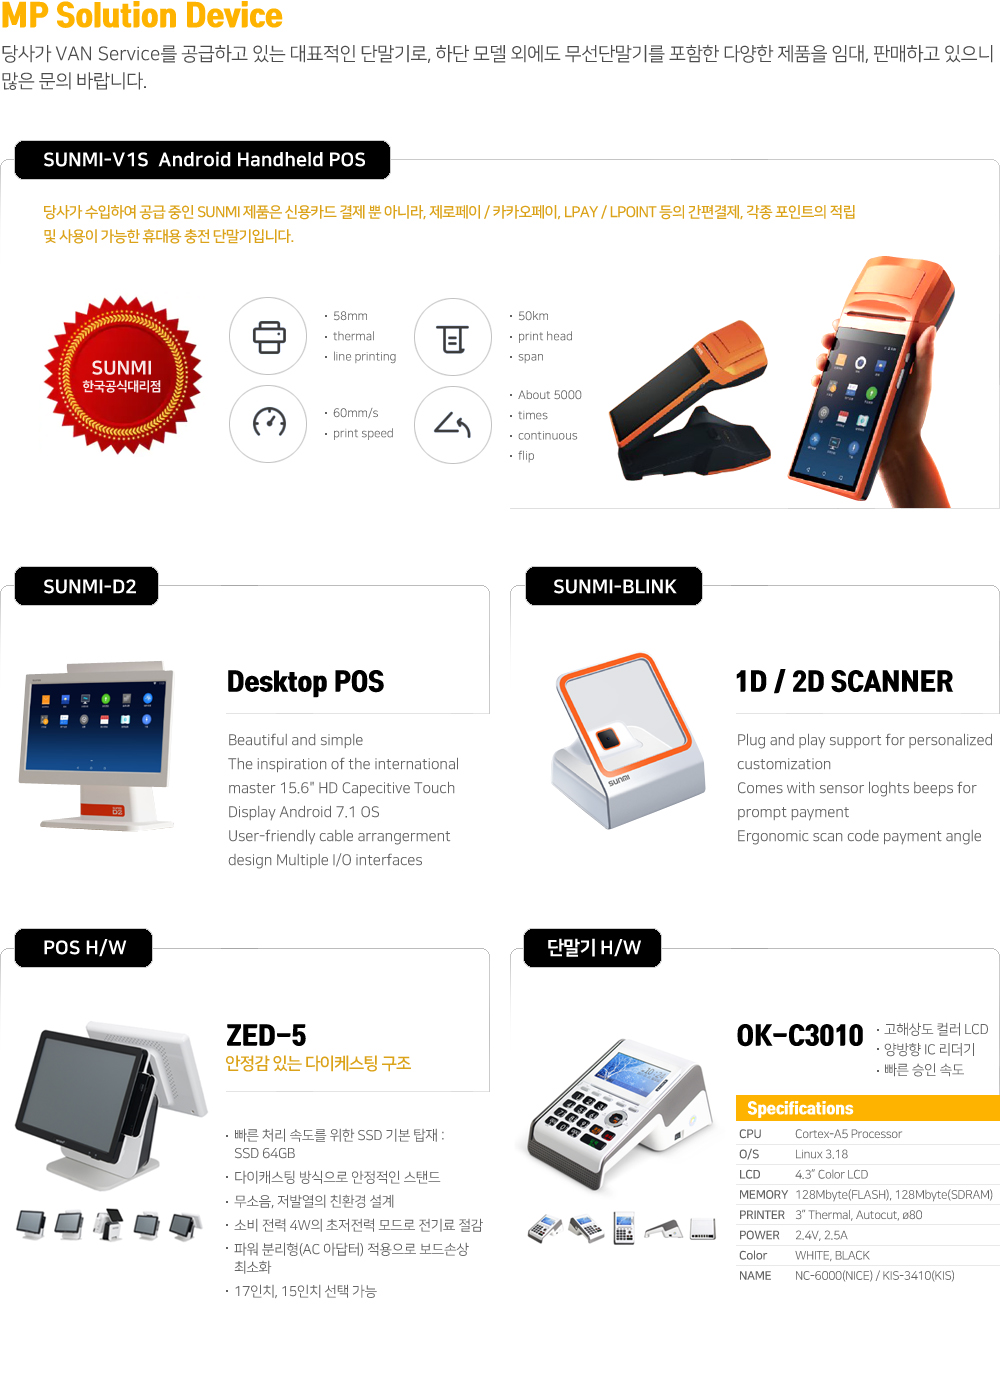 MP Solution Device
당사가 VAN Service를 공급하고 있는 대표적인 단말기로, 하단 모델 외에도 무선단말기를 포함한 다양한 제품을 임대, 판매하고 있으니
많은 문의 바랍니다.
SUNMI-V1S  Android Handheld POS
당사가 수입하여 공급 중인 SUNMI 제품은 신용카드 결제 뿐 아니라, 제로페이 / 카카오페이, LPAY / LPOINT 등의 간편결제, 각종 포인트의 적립
및 사용이 가능한 휴대용 충전 단말기입니다.
SUNMI
한국공식대리점
· 58mm
· thermal
· line printing
· 50km
· print head
· span
· 60mm/s
· print speed
· About 5000
· times
· continuous
· flip
SUNMI-D2
Desktop POS
Beautiful and simple
The inspiration of the international
master 15.6" HD Capecitive Touch
Display Android 7.1 OS
User-friendly cable arrangerment
design Multiple I/O interfaces
SUNMI-BLINK
sunmi
1D / 2D SCANNER
Plug and play support for personalized
customization
Comes with sensor loghts beeps for
prompt payment
Ergonomic scan code payment angle
POS H/W
ZED-5
안정감 있는 다이케스팅 구조
· 빠른 처리 속도를 위한 SSD 기본 탑재 :
SSD 64GB
· 다이캐스팅 방식으로 안정적인 스탠드
· 무소음, 저발열의 친환경 설계
· 소비 전력 4W의 초저전력 모드로 전기료 절감
· 파워 분리형(AC 아답터) 적용으로 보드손상
최소화
· 17인치, 15인치 선택 가능
단말기 H/W
OK-C3010
· 고해상도 컬러 LCD
· 양방향 IC 리더기
· 빠른 승인 속도
Specifications
CPU Cortex-A5 Processor
O/S Linux 3.18
LCD 4.3" Color LCD
MEMORY 128Mbyte(FLASH), 128Mbyte(SDRAM)
PRINTER 3" Thermal, Autocut, ø80
POWER 2.4V, 2.5A
Color WHITE, BLACK
NAME NC-6000(NICE) / KIS-3410(KIS)